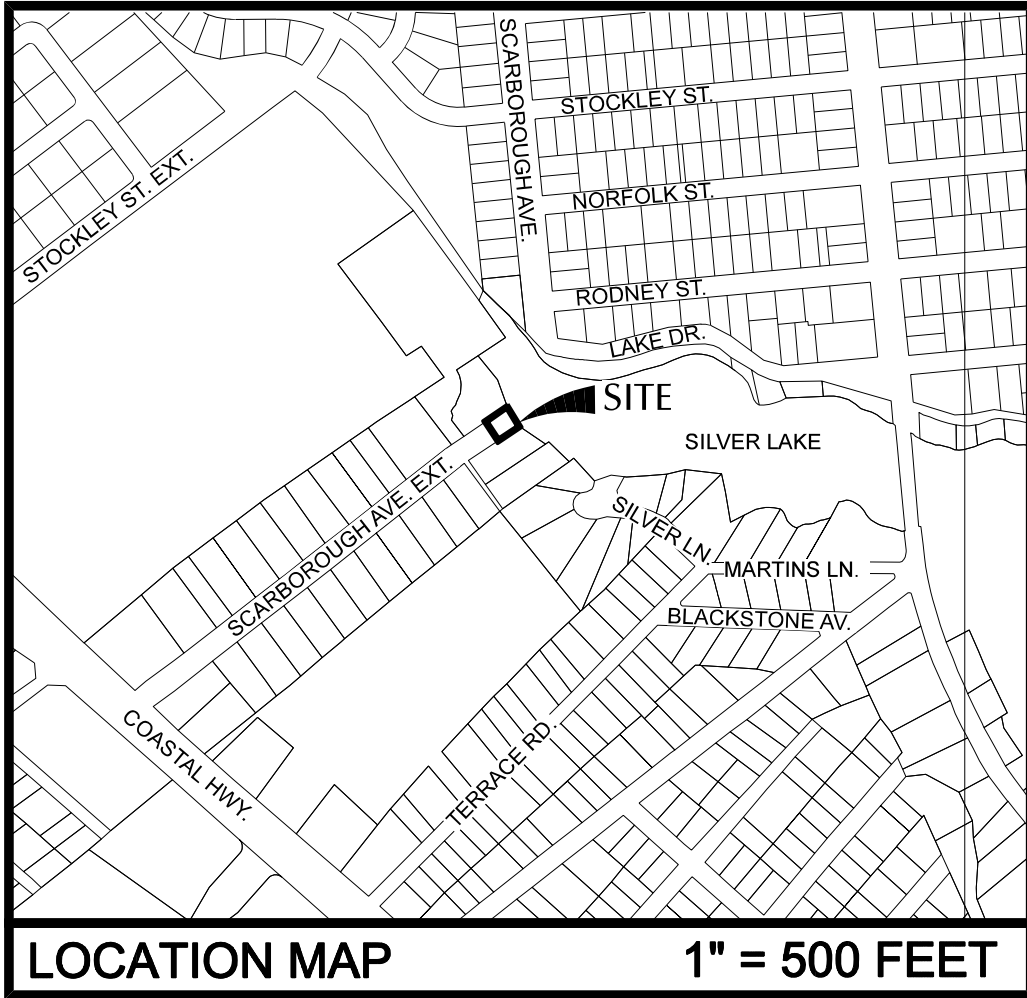 SCARBOROUGH AVE.
STOCKLEY ST.
STOCKLEY ST. EXT.
NORFOLK ST.
RODNEY ST.
LAKE DR.
SITE
SILVER LAKE
SCARBOROUGH AVE. EXT.
SILVER LN.
MARTINS LN.
BLACKSTONE AV.
COASTAL HWY.
TERRACE RD.
LOCATION MAP
1" = 500 FEET